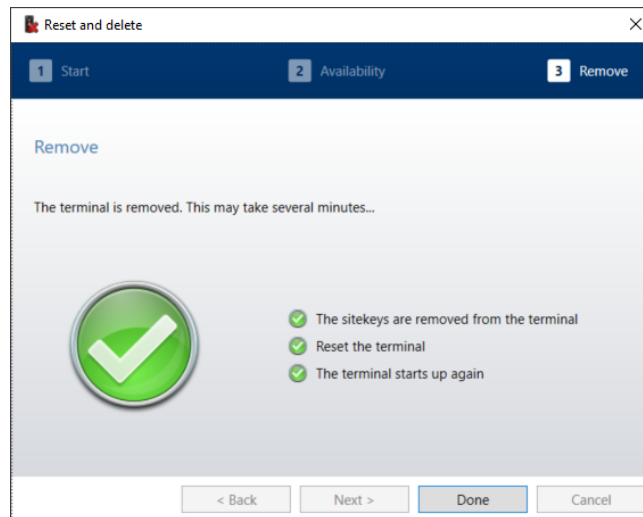 Reset and delete
1 Start 2 Availability 3 Remove
Remove
The terminal is removed. This may take several minutes...
The sitekeys are removed from the terminal
Reset the terminal
The terminal starts up again
< Back Next > Done Cancel